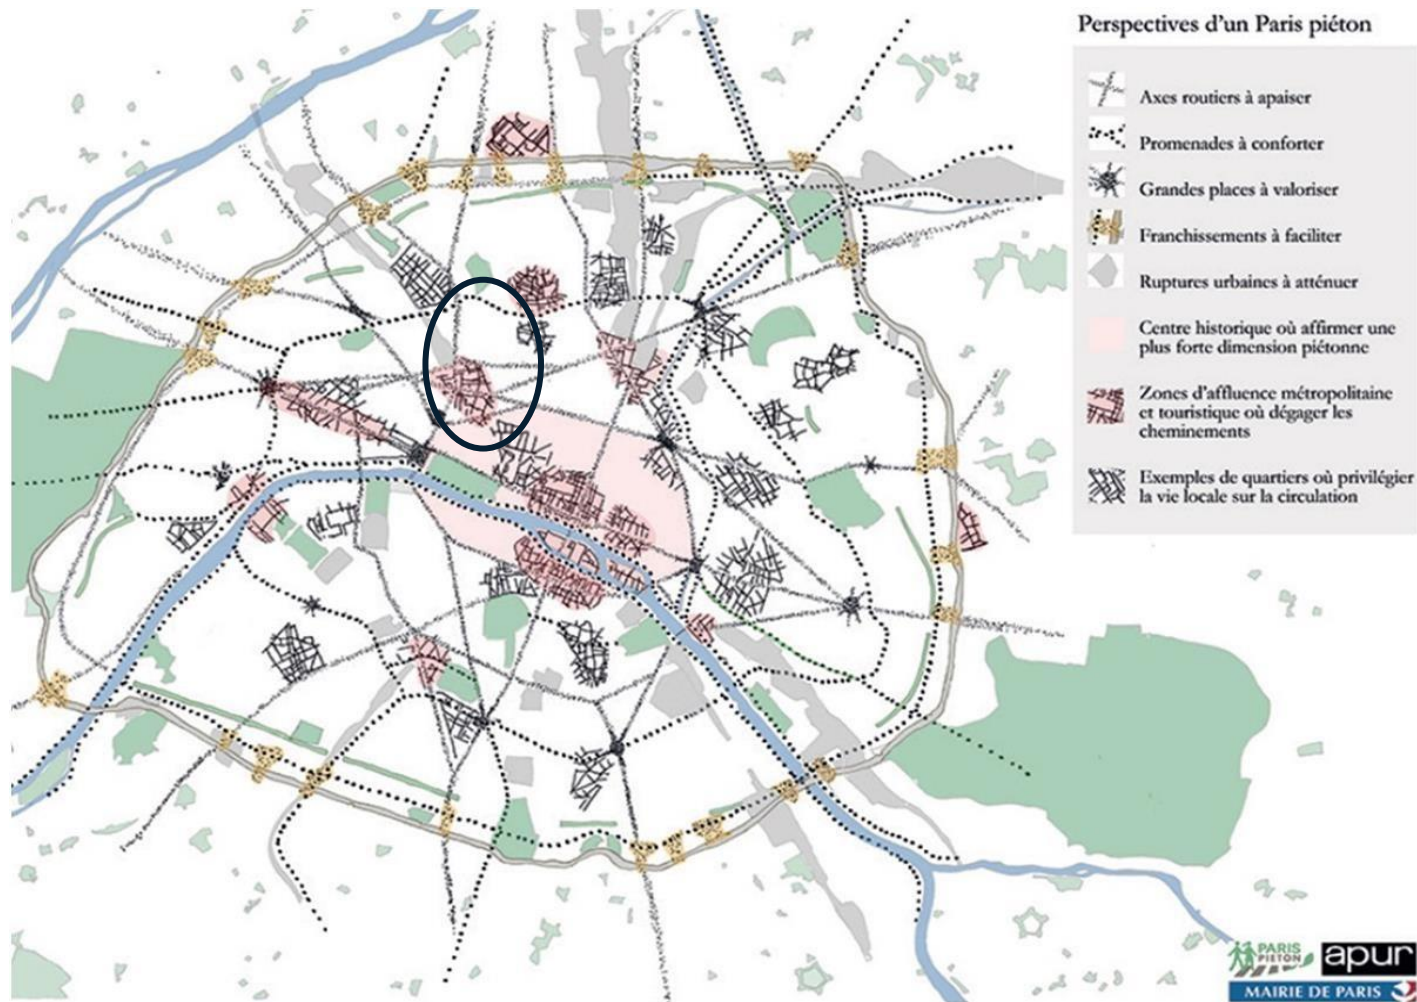 Perspectives d'un Paris piéton
Axes routiers à apaiser
Promenades à conforter
Grandes places à valoriser
Franchissements à faciliter
Ruptures urbaines à atténuer
Centre historique où affirmer une
plus forte dimension piétonne
Zones d'affluence métropolitaine
et touristique où dégager les
cheminements
Exemples de quartiers où privilégier
la vie locale sur la circulation
PARIS
PIETON
apur
MAIRIE DE PARIS